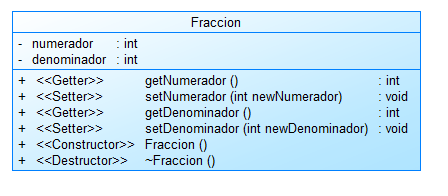 Fraccion
- numerador : int
- denominador : int
+ <<Getter>> getNumerador () : int
+ <<Setter>> setNumerador (int newNumerador) : void
+ <<Getter>> getDenominador () : int
+ <<Setter>> setDenominador (int newDenominador) : void
+ <<Constructor>> Fraccion ()
+ <<Destructor>> ~Fraccion ()